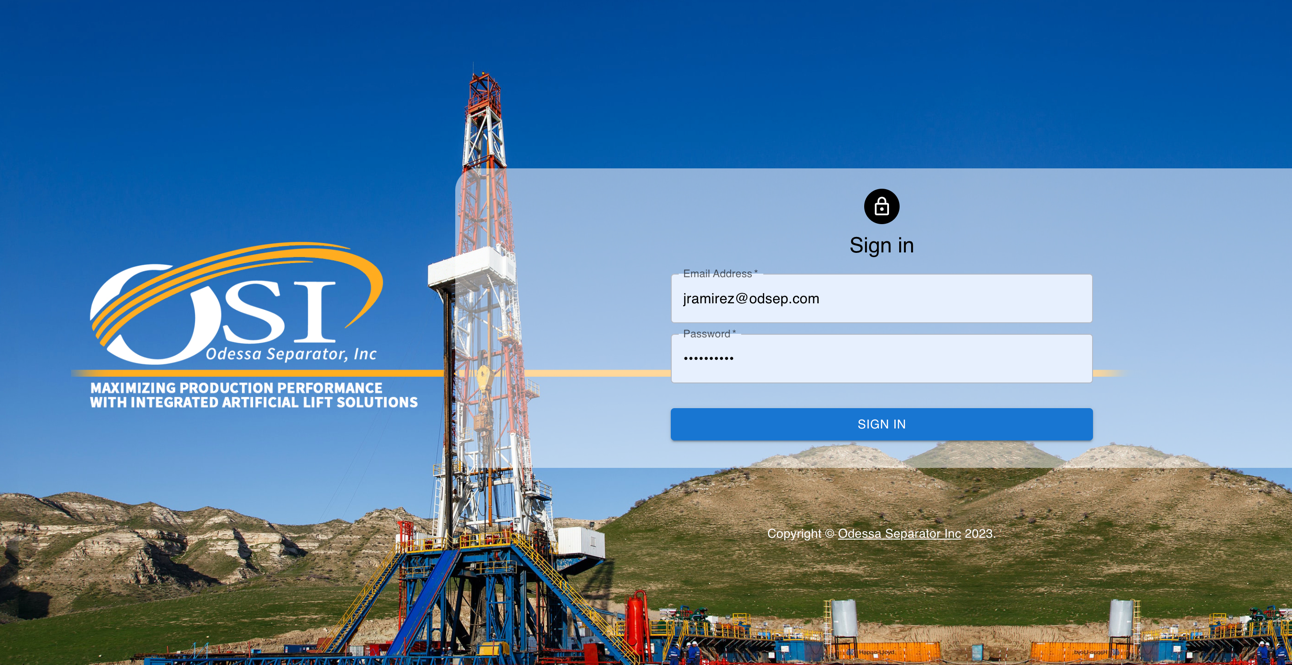 OSI
Odessa Separator, Inc
MAXIMIZING PRODUCTION PERFORMANCE
WITH INTEGRATED ARTIFICIAL LIFT SOLUTIONS
Sign in
Email Address *
jramirez@odsep.com
Password *
••••••••••
SIGN IN
Copyright © Odessa Separator Inc 2023.